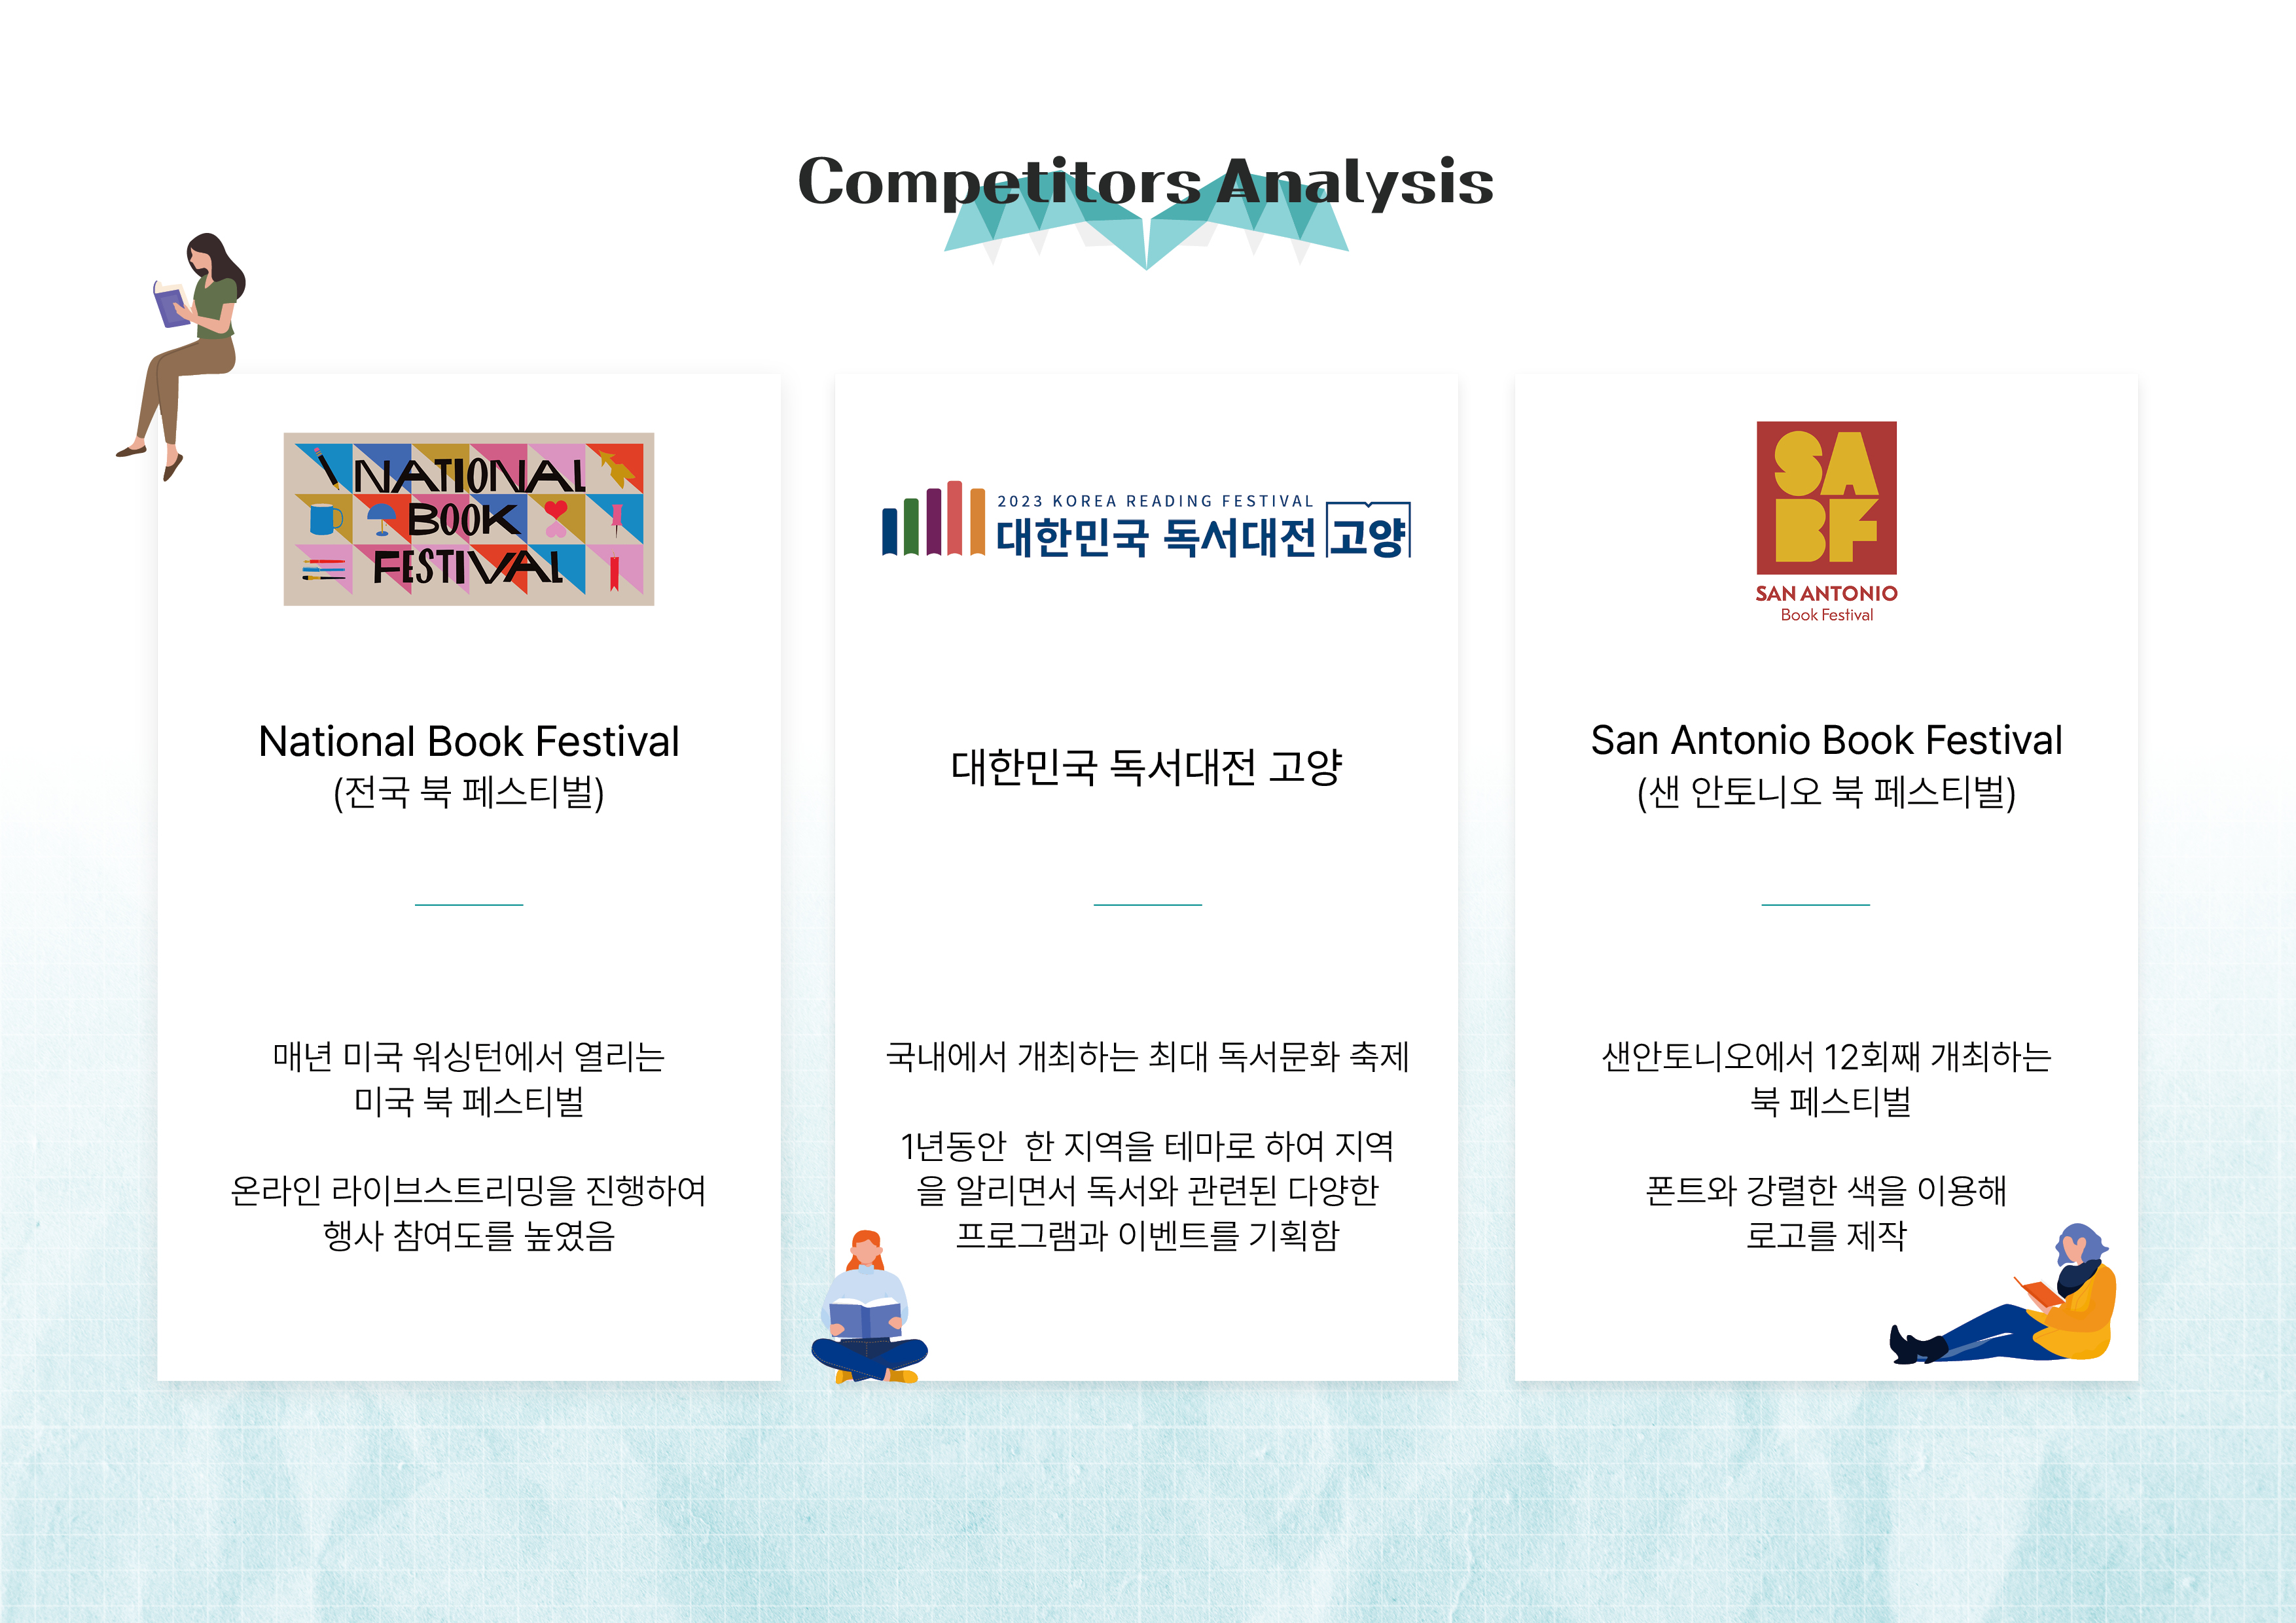 Competitors Analysis
NATIONAL
BOOK
FESTIVAL
National Book Festival
(전국 북 페스티벌)
매년 미국 워싱턴에서 열리는
미국 북 페스티벌
온라인 라이브스트리밍을 진행하여
행사 참여도를 높였음
2023 KOREA READING FESTIVAL
대한민국 독서대전 고양
대한민국 독서대전 고양
국내에서 개최하는 최대 독서문화 축제
1년동안 한 지역을 테마로 하여 지역
을 알리면서 독서와 관련된 다양한
프로그램과 이벤트를 기획함
SA
BF
SAN ANTONIO
Book Festival
San Antonio Book Festival
(샌 안토니오 북 페스티벌)
샌안토니오에서 12회째 개최하는
북 페스티벌
폰트와 강렬한 색을 이용해
로고를 제작